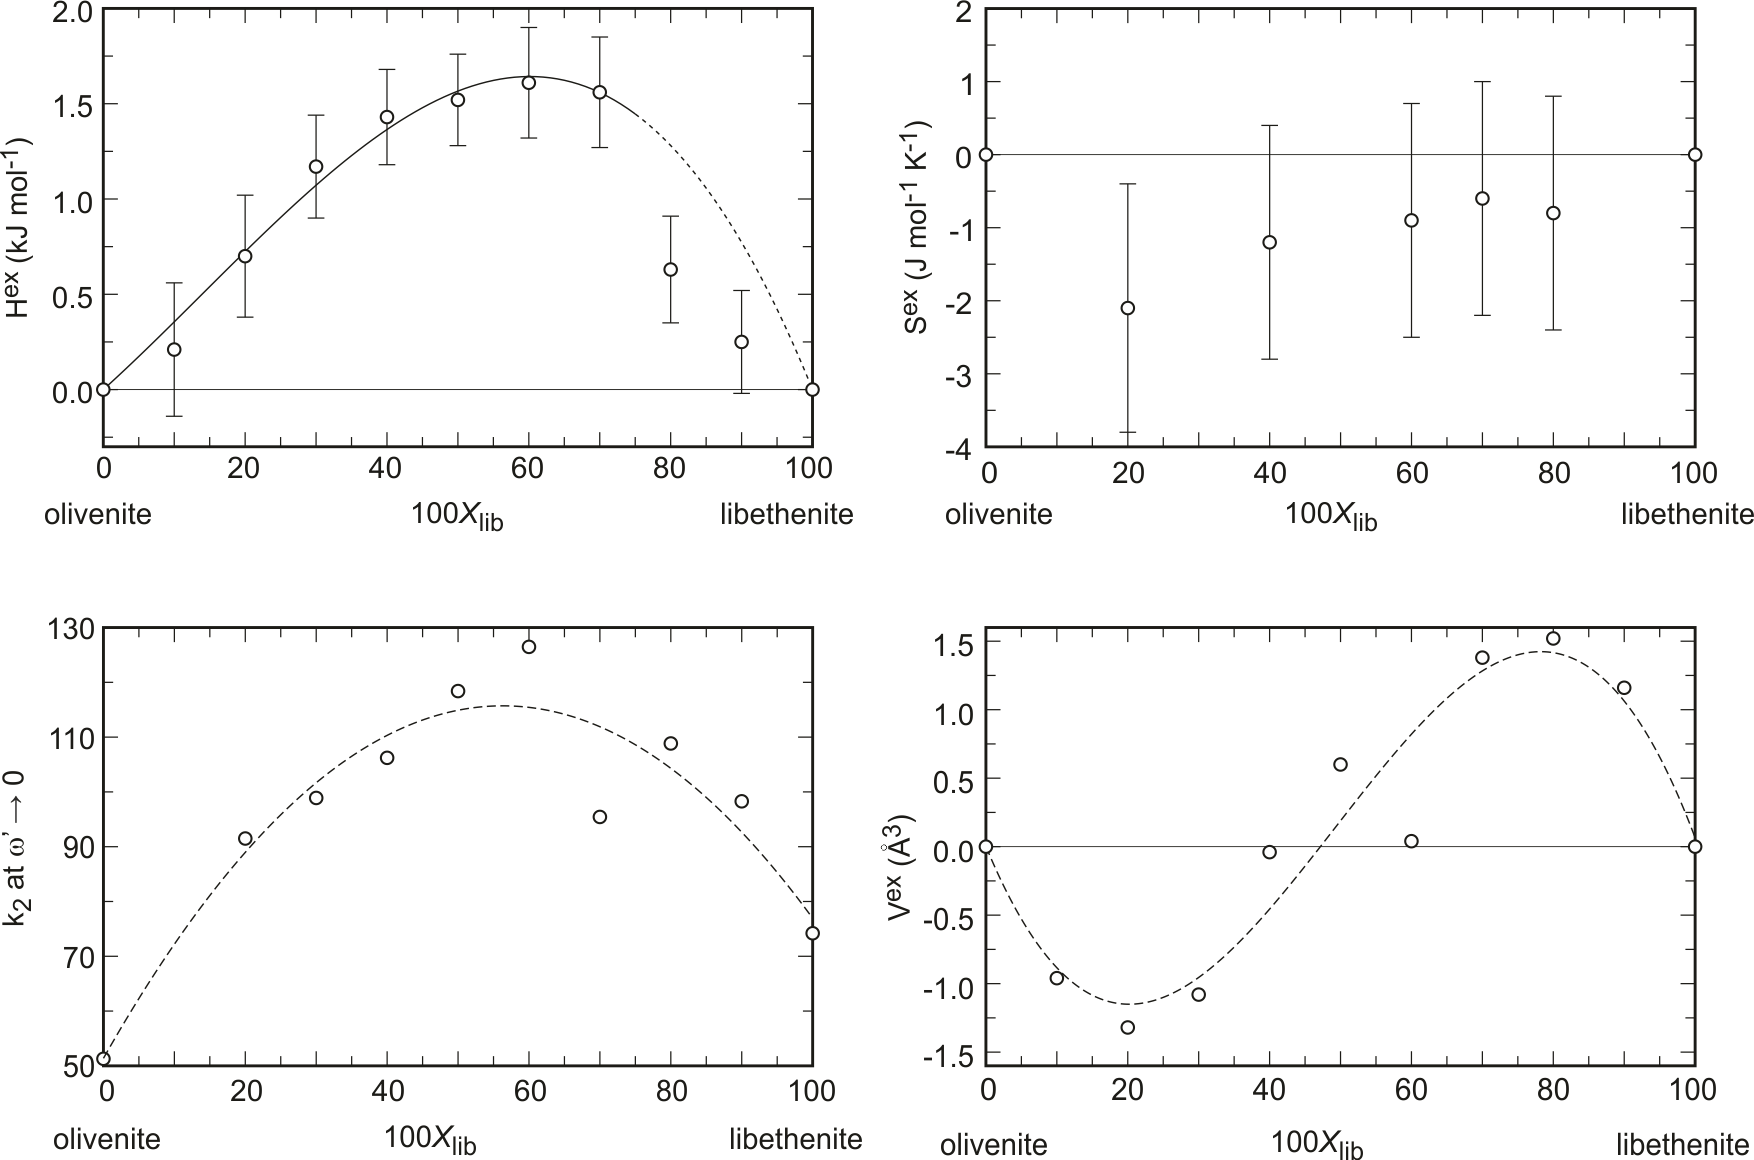 2.0
1.5
1.0
0.5
0.0
Hex (kJ mol-1)
0 20 40 60 80 100
olivenite 100Xlib libethenite
2
1
0
-1
-2
-3
-4
Sex (J mol-1 K-1)
0 20 40 60 80 100
olivenite 100Xlib libethenite
130
110
90
70
50
k2 at ω' → 0
0 20 40 60 80 100
olivenite 100Xlib libethenite
1.5
1.0
0.5
0.0
-0.5
-1.0
-1.5
Vex (Å3)
0 20 40 60 80 100
olivenite 100Xlib libethenite